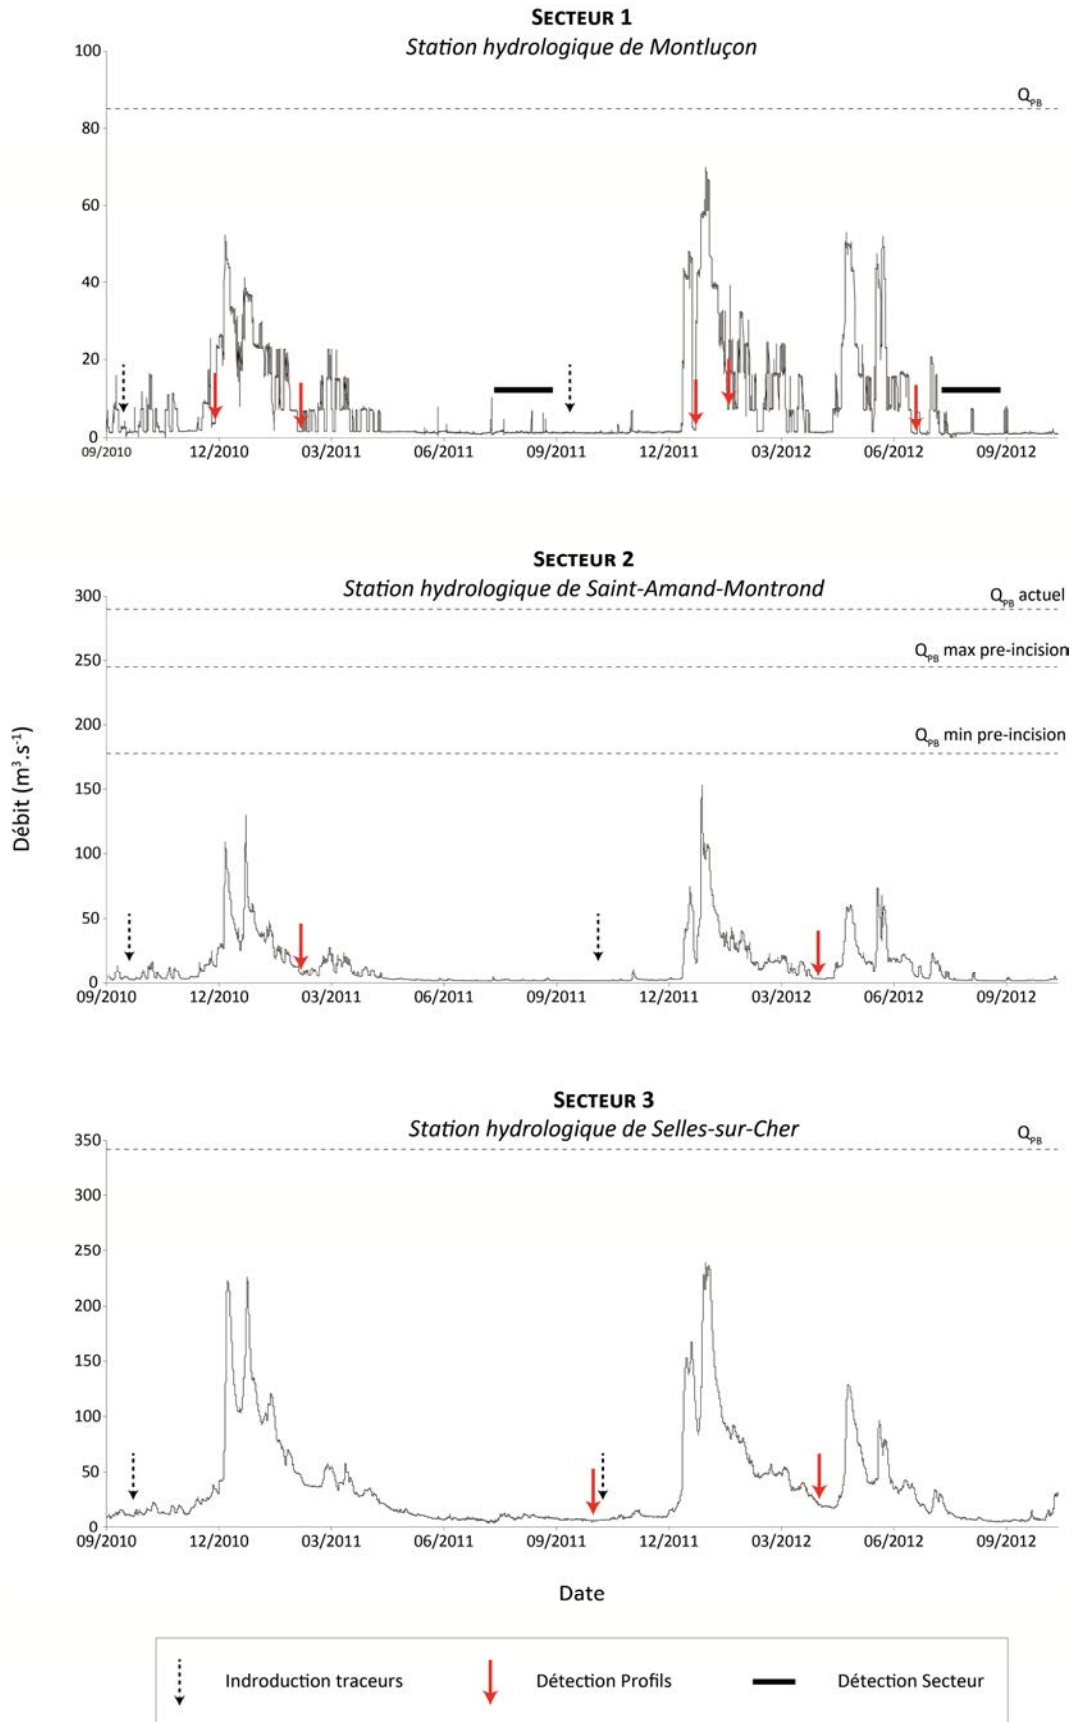 SECTEUR 1
Station hydrologique de Montluçon
100
Q_PB
80
60
40
20
0
09/2010 12/2010 03/2011 06/2011 09/2011 12/2011 03/2012 06/2012 09/2012
SECTEUR 2
Station hydrologique de Saint-Amand-Montrond
300
Q_PB actuel
250
Q_PB max pre-incision
200
Q_PB min pre-incision
150
100
50
0
09/2010 12/2010 03/2011 06/2011 09/2011 12/2011 03/2012 06/2012 09/2012
Débit (m³.s⁻¹)
SECTEUR 3
Station hydrologique de Selles-sur-Cher
350
Q_PB
300
250
200
150
100
50
0
09/2010 12/2010 03/2011 06/2011 09/2011 12/2011 03/2012 06/2012 09/2012
Date
Indroduction traceurs
Détection Profils
Détection Secteur